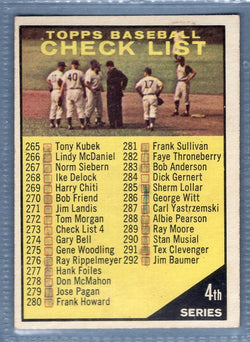 TOPPS BASEBALL
CHECK LIST
265 Tony Kubek
266 Lindy McDaniel
267 Norm Siebern
268 Ike Delock
269 Harry Chiti
270 Bob Friend
271 Jim Landis
272 Tom Morgan
273 Check List 4
274 Gary Bell
275 Gene Woodling
276 Ray Rippelmeyer
277 Hank Foiles
278 Don McMahon
279 Jose Pagan
280 Frank Howard
281 Frank Sullivan
282 Faye Throneberry
283 Bob Anderson
284 Dick Gernert
285 Sherm Lollar
286 George Witt
287 Carl Yastrzemski
288 Albie Pearson
289 Ray Moore
290 Stan Musial
291 Tex Clevenger
292 Jim Baumer
4th
SERIES